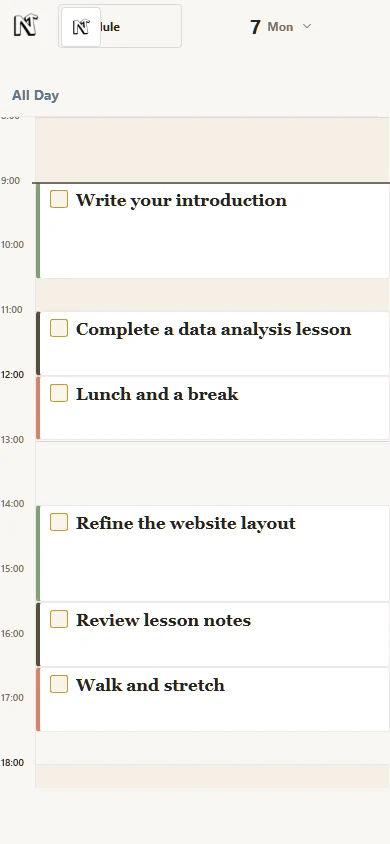 7 Mon
All Day
9:00
Write your introduction
10:00
11:00
Complete a data analysis lesson
12:00
Lunch and a break
13:00
14:00
Refine the website layout
15:00
Review lesson notes
16:00
Walk and stretch
17:00
18:00